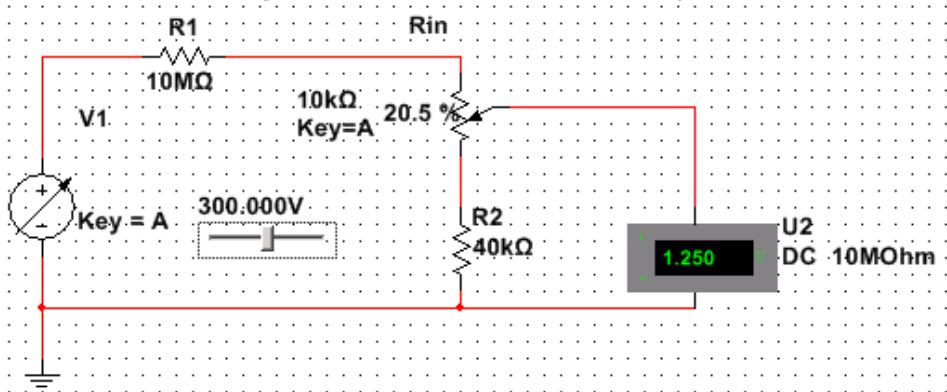 R1
Rin
10MΩ
10kΩ
20.5 %
Key=A
V1
+
-
Key = A
300.000V
R2
40kΩ
U2
+
1.250
V
DC 10MOhm
-